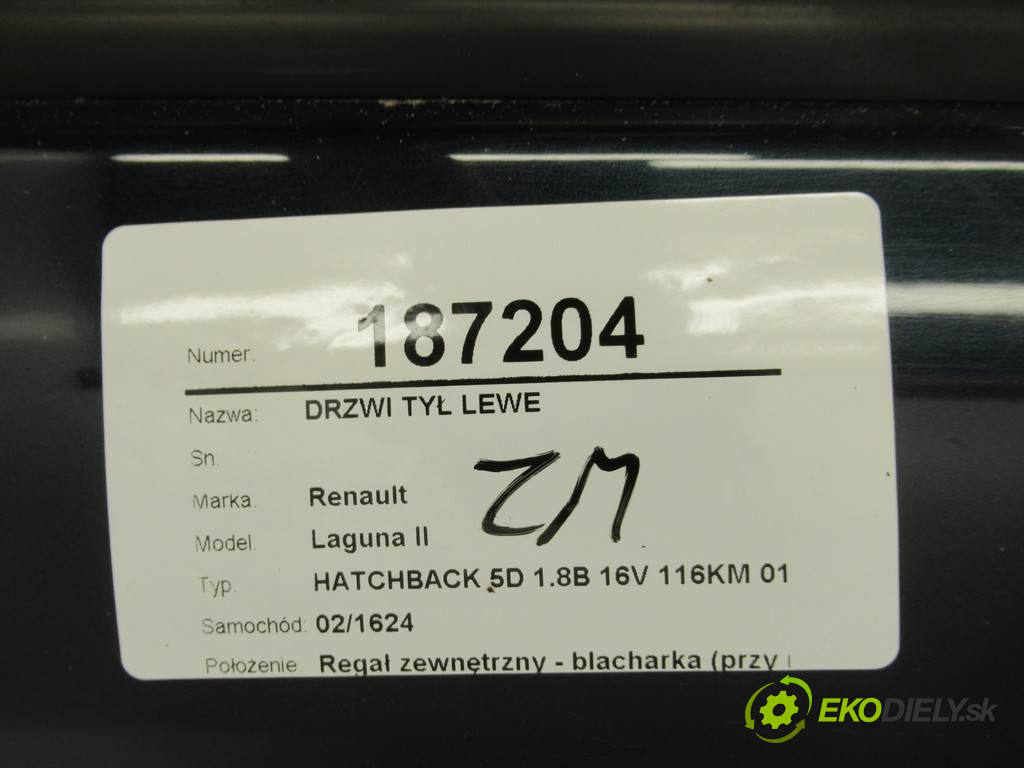 Numer: 187204
Nazwa: DRZWI TYŁ LEWE
Sn.
ZM
Marka. Renault
Model: Laguna II
Typ. HATCHBACK 5D 1.8B 16V 116KM 01
Samochód: 02/1624
Położenie. Regał zewnętrzny - blacharka (przy
EKODIELY.sk